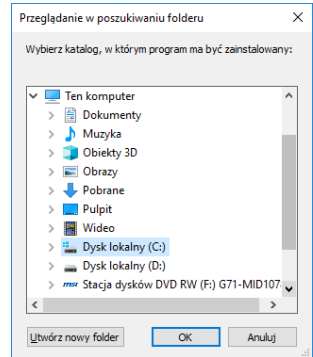 Przeglądanie w poszukiwaniu folderu
Wybierz katalog, w którym program ma być zainstalowany:
Ten komputer
Dokumenty
Muzyka
Obiekty 3D
Obrazy
Pobrane
Pulpit
Wideo
Dysk lokalny (C:)
Dysk lokalny (D:)
msi Stacja dysków DVD RW (F:) G71-MID107
Utwórz nowy folder
OK
Anuluj